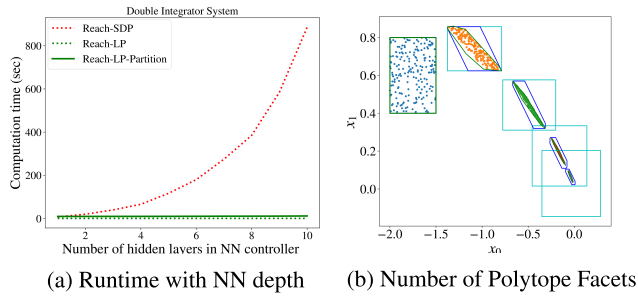 Double Integrator System
Reach-SDP
Reach-LP
Reach-LP-Partition
Computation time (sec)
800
600
400
200
0
2 4 6 8 10
Number of hidden layers in NN controller
(a) Runtime with NN depth
x₁
0.8
0.6
0.4
0.2
0.0
-2.0 -1.5 -1.0 -0.5 0.0
x₀
(b) Number of Polytope Facets